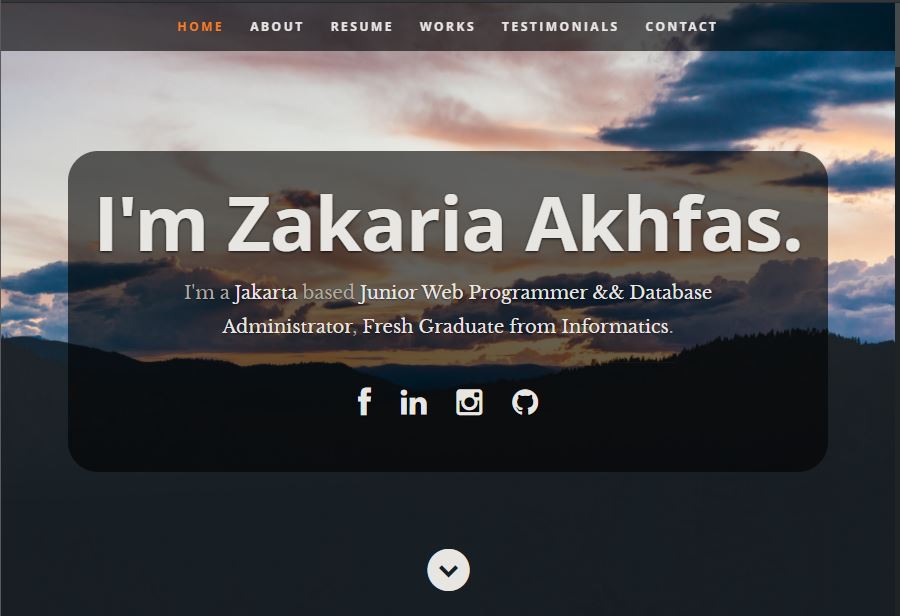 HOME ABOUT RESUME WORKS TESTIMONIALS CONTACT
I'm Zakaria Akhfas.
I'm a Jakarta based Junior Web Programmer && Database
Administrator, Fresh Graduate from Informatics.